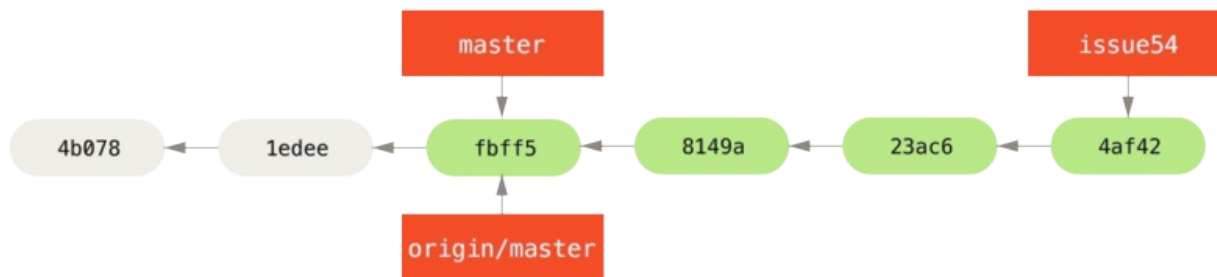 master
issue54
4b078
1edee
fbff5
8149a
23ac6
4af42
origin/master